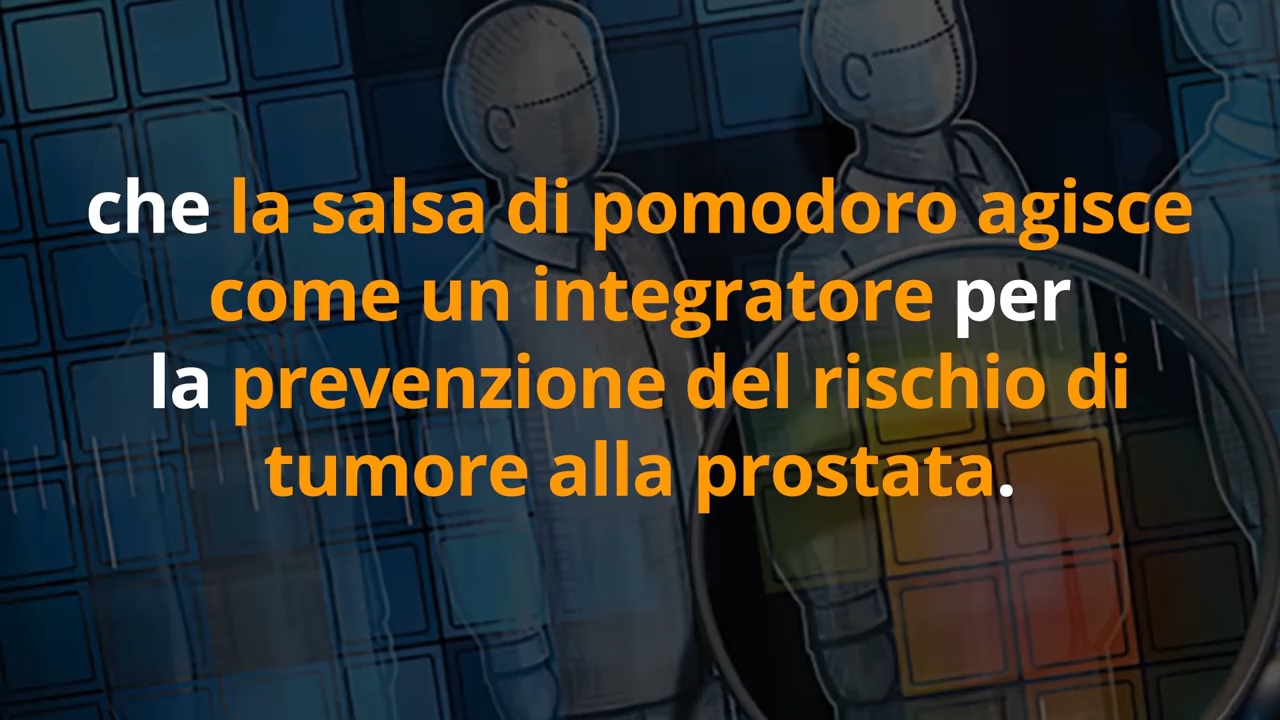 che la salsa di pomodoro agisce
come un integratore per
la prevenzione del rischio di
tumore alla prostata.